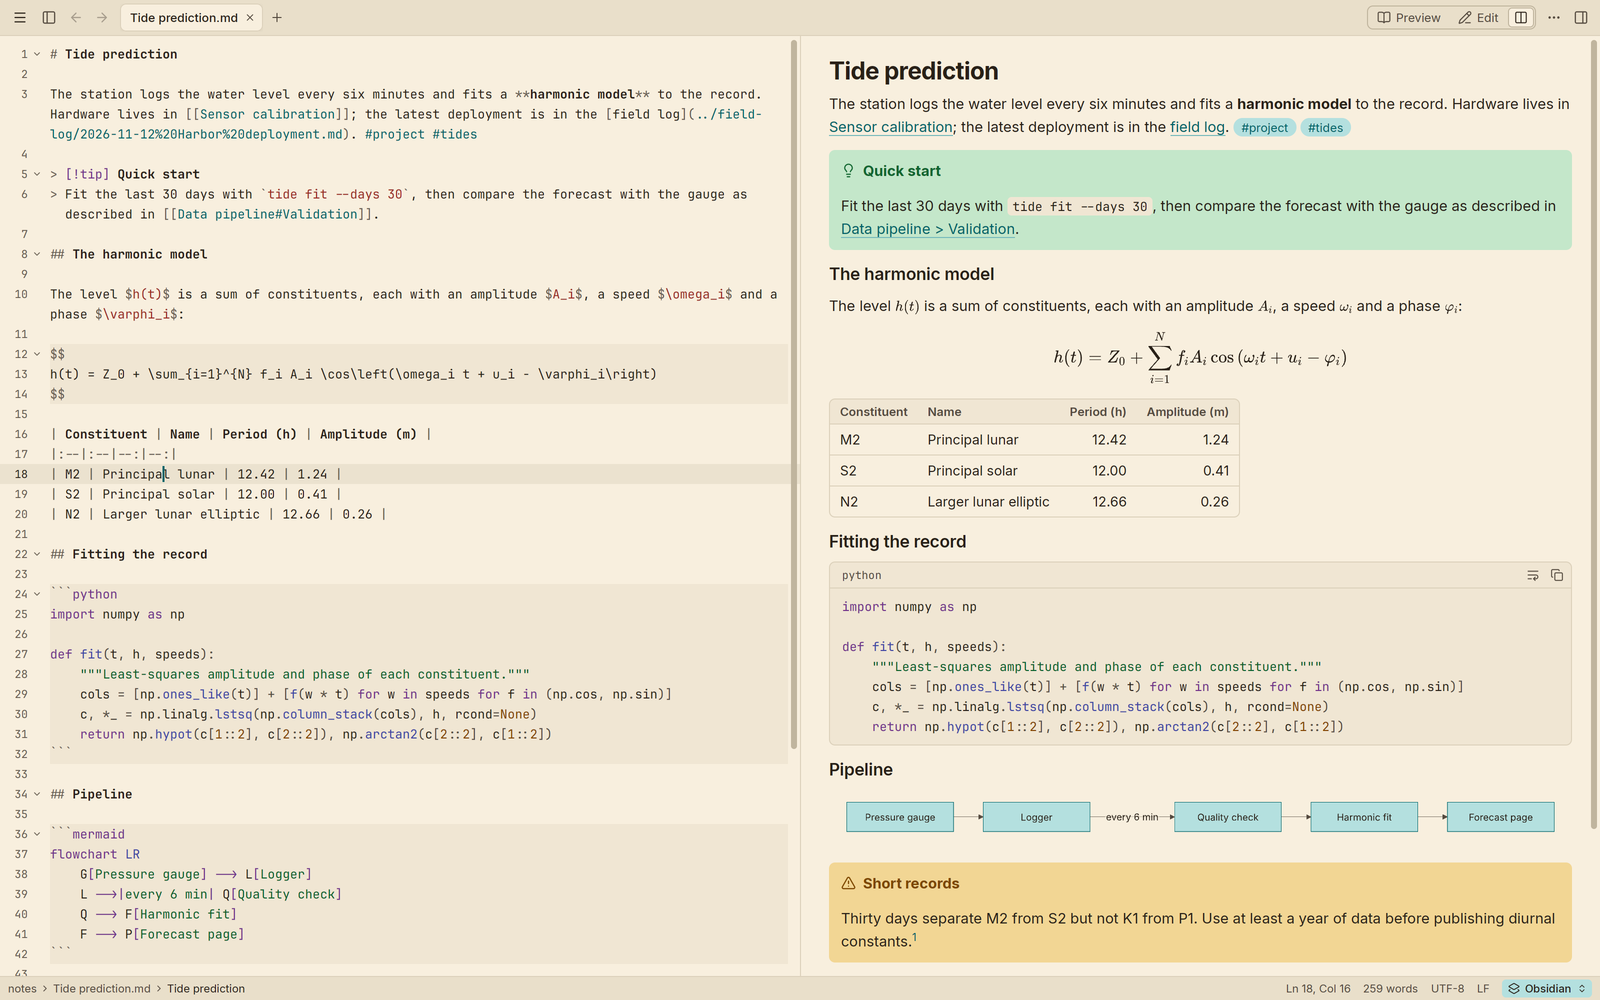 Tide prediction.md
Preview
Edit
1 # Tide prediction
2
3 The station logs the water level every six minutes and fits a **harmonic model** to the record.
Hardware lives in [[Sensor calibration]]; the latest deployment is in the [field log](../field-
log/2026-11-12%20Harbor%20deployment.md). #project #tides
4
5 > [!tip] Quick start
6 > Fit the last 30 days with `tide fit --days 30`, then compare the forecast with the gauge as
described in [[Data pipeline#Validation]].
7
8 ## The harmonic model
9
10 The level $h(t)$ is a sum of constituents, each with an amplitude $A_i$, a speed $\omega_i$ and a
phase $\varphi_i$:
11
12 $$
13 h(t) = Z_0 + \sum_{i=1}^{N} f_i A_i \cos\left(\omega_i t + u_i - \varphi_i\right)
14 $$
15
16 | Constituent | Name | Period (h) | Amplitude (m) |
17 |:--|:--|--:|--:|
18 | M2 | Principal lunar | 12.42 | 1.24 |
19 | S2 | Principal solar | 12.00 | 0.41 |
20 | N2 | Larger lunar elliptic | 12.66 | 0.26 |
21
22 ## Fitting the record
23
24 ```python
25 import numpy as np
26
27 def fit(t, h, speeds):
28     """Least-squares amplitude and phase of each constituent."""
29     cols = [np.ones_like(t)] + [f(w * t) for w in speeds for f in (np.cos, np.sin)]
30     c, *_ = np.linalg.lstsq(np.column_stack(cols), h, rcond=None)
31     return np.hypot(c[1::2], c[2::2]), np.arctan2(c[2::2], c[1::2])
32 ```
33
34 ## Pipeline
35
36 ```mermaid
37 flowchart LR
38     G[Pressure gauge] --> L[Logger]
39     L -->|every 6 min| Q[Quality check]
40     Q --> F[Harmonic fit]
41     F --> P[Forecast page]
42 ```
43
Tide prediction
The station logs the water level every six minutes and fits a harmonic model to the record. Hardware lives in
Sensor calibration; the latest deployment is in the field log. #project #tides
Quick start
Fit the last 30 days with tide fit --days 30, then compare the forecast with the gauge as described in
Data pipeline > Validation.
The harmonic model
The level h(t) is a sum of constituents, each with an amplitude Aᵢ, a speed ωᵢ and a phase φᵢ:
h(t) = Z₀ + ∑ᵢ₌₁ᴺ fᵢAᵢ cos (ωᵢt + uᵢ − φᵢ)
Constituent Name Period (h) Amplitude (m)
M2 Principal lunar 12.42 1.24
S2 Principal solar 12.00 0.41
N2 Larger lunar elliptic 12.66 0.26
Fitting the record
python
import numpy as np
def fit(t, h, speeds):
    """Least-squares amplitude and phase of each constituent."""
    cols = [np.ones_like(t)] + [f(w * t) for w in speeds for f in (np.cos, np.sin)]
    c, *_ = np.linalg.lstsq(np.column_stack(cols), h, rcond=None)
    return np.hypot(c[1::2], c[2::2]), np.arctan2(c[2::2], c[1::2])
Pipeline
Pressure gauge Logger every 6 min Quality check Harmonic fit Forecast page
Short records
Thirty days separate M2 from S2 but not K1 from P1. Use at least a year of data before publishing diurnal
constants.¹
notes > Tide prediction.md > Tide prediction
Ln 18, Col 16 259 words UTF-8 LF Obsidian